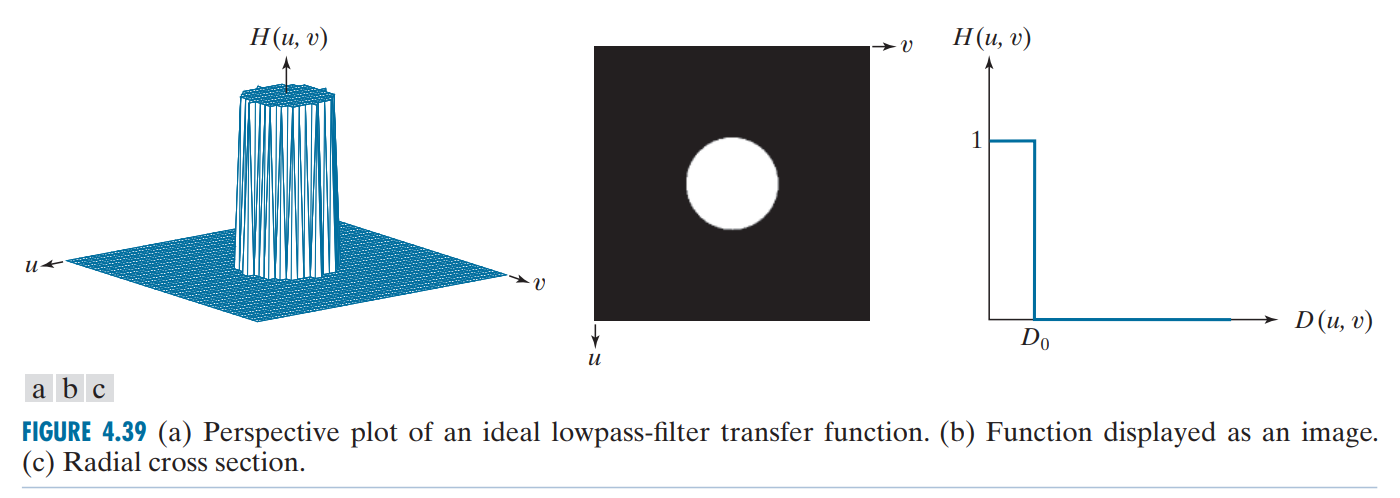 H(u, v)
u
v
v
u
H(u, v)
1
D₀
D(u, v)
a b c
FIGURE 4.39 (a) Perspective plot of an ideal lowpass-filter transfer function. (b) Function displayed as an image.
(c) Radial cross section.